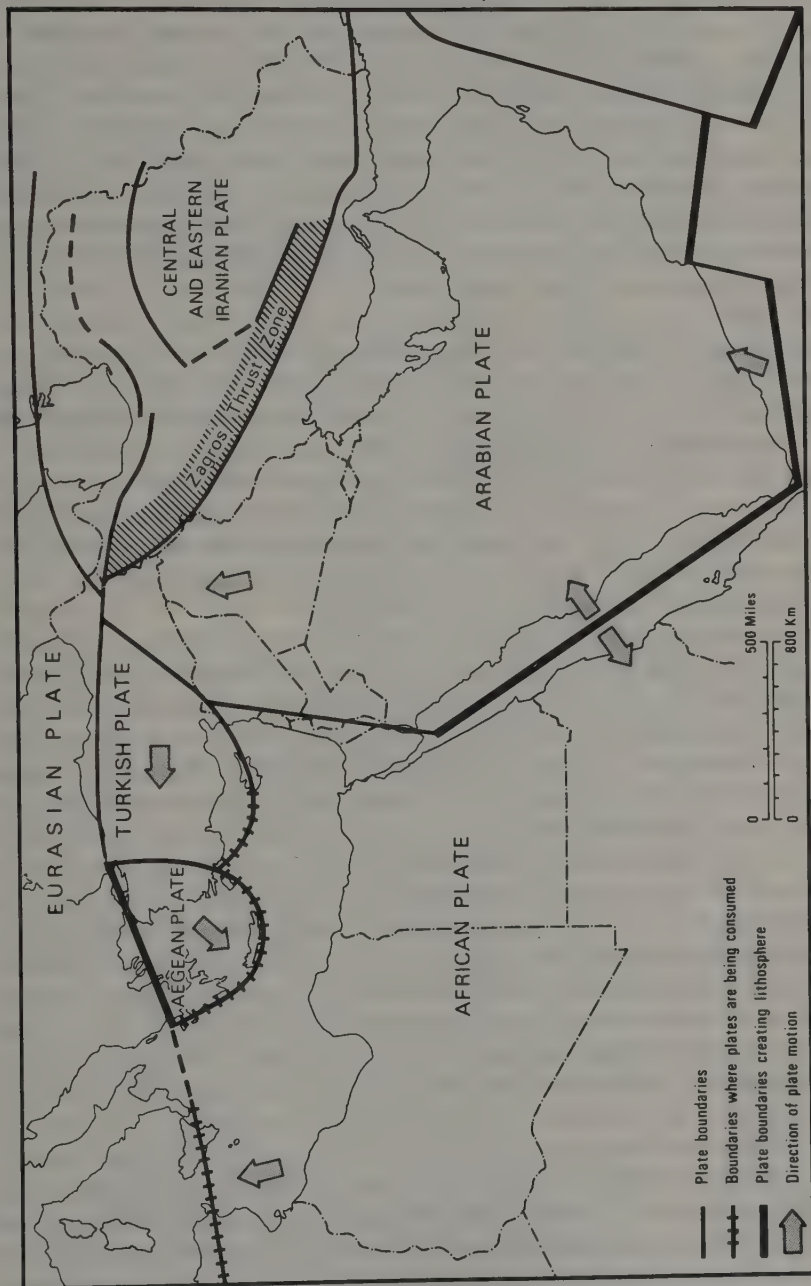 EURASIAN PLATE
TURKISH PLATE
AEGEAN PLATE
CENTRAL
AND EASTERN
IRANIAN PLATE
Zagros Thrust Zone
ARABIAN PLATE
AFRICAN PLATE
0 500 Miles
0 800 Km
Plate boundaries
Boundaries where plates are being consumed
Plate boundaries creating lithosphere
Direction of plate motion